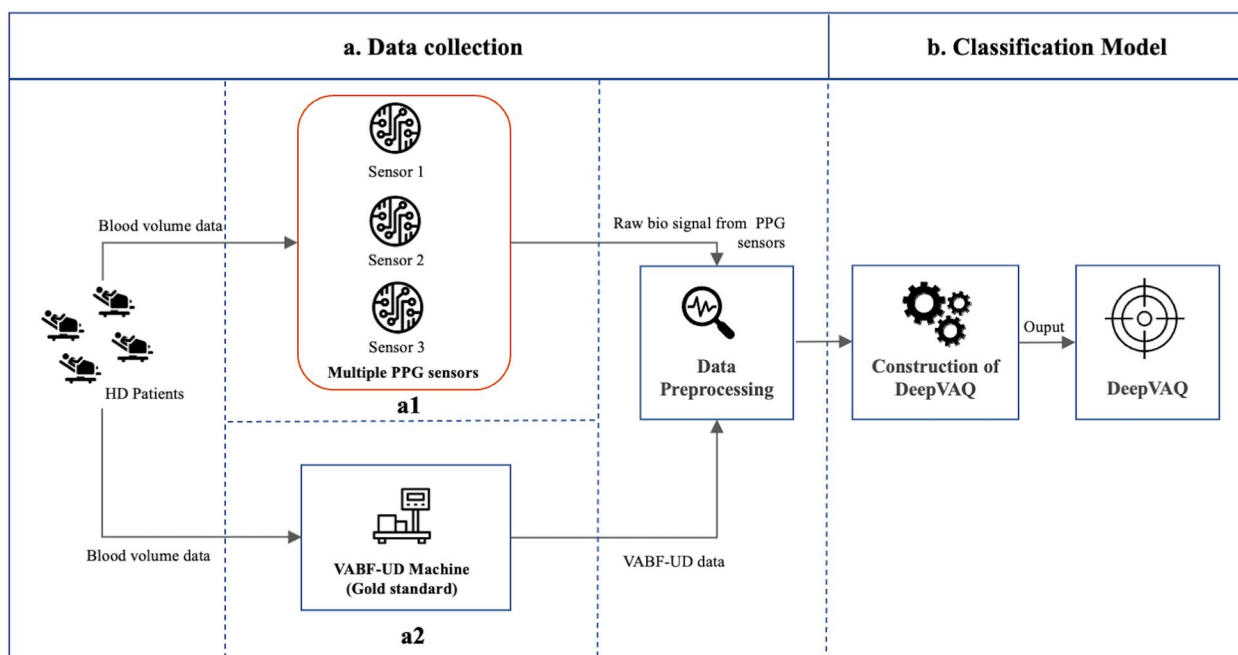 a. Data collection
b. Classification Model
Sensor 1
Blood volume data
Raw bio signal from PPG
sensors
Sensor 2
Sensor 3
Multiple PPG sensors
HD Patients
a1
Data
Preprocessing
Construction of
DeepVAQ
Ouput
DeepVAQ
Blood volume data
VABF-UD Machine
(Gold standard)
VABF-UD data
a2